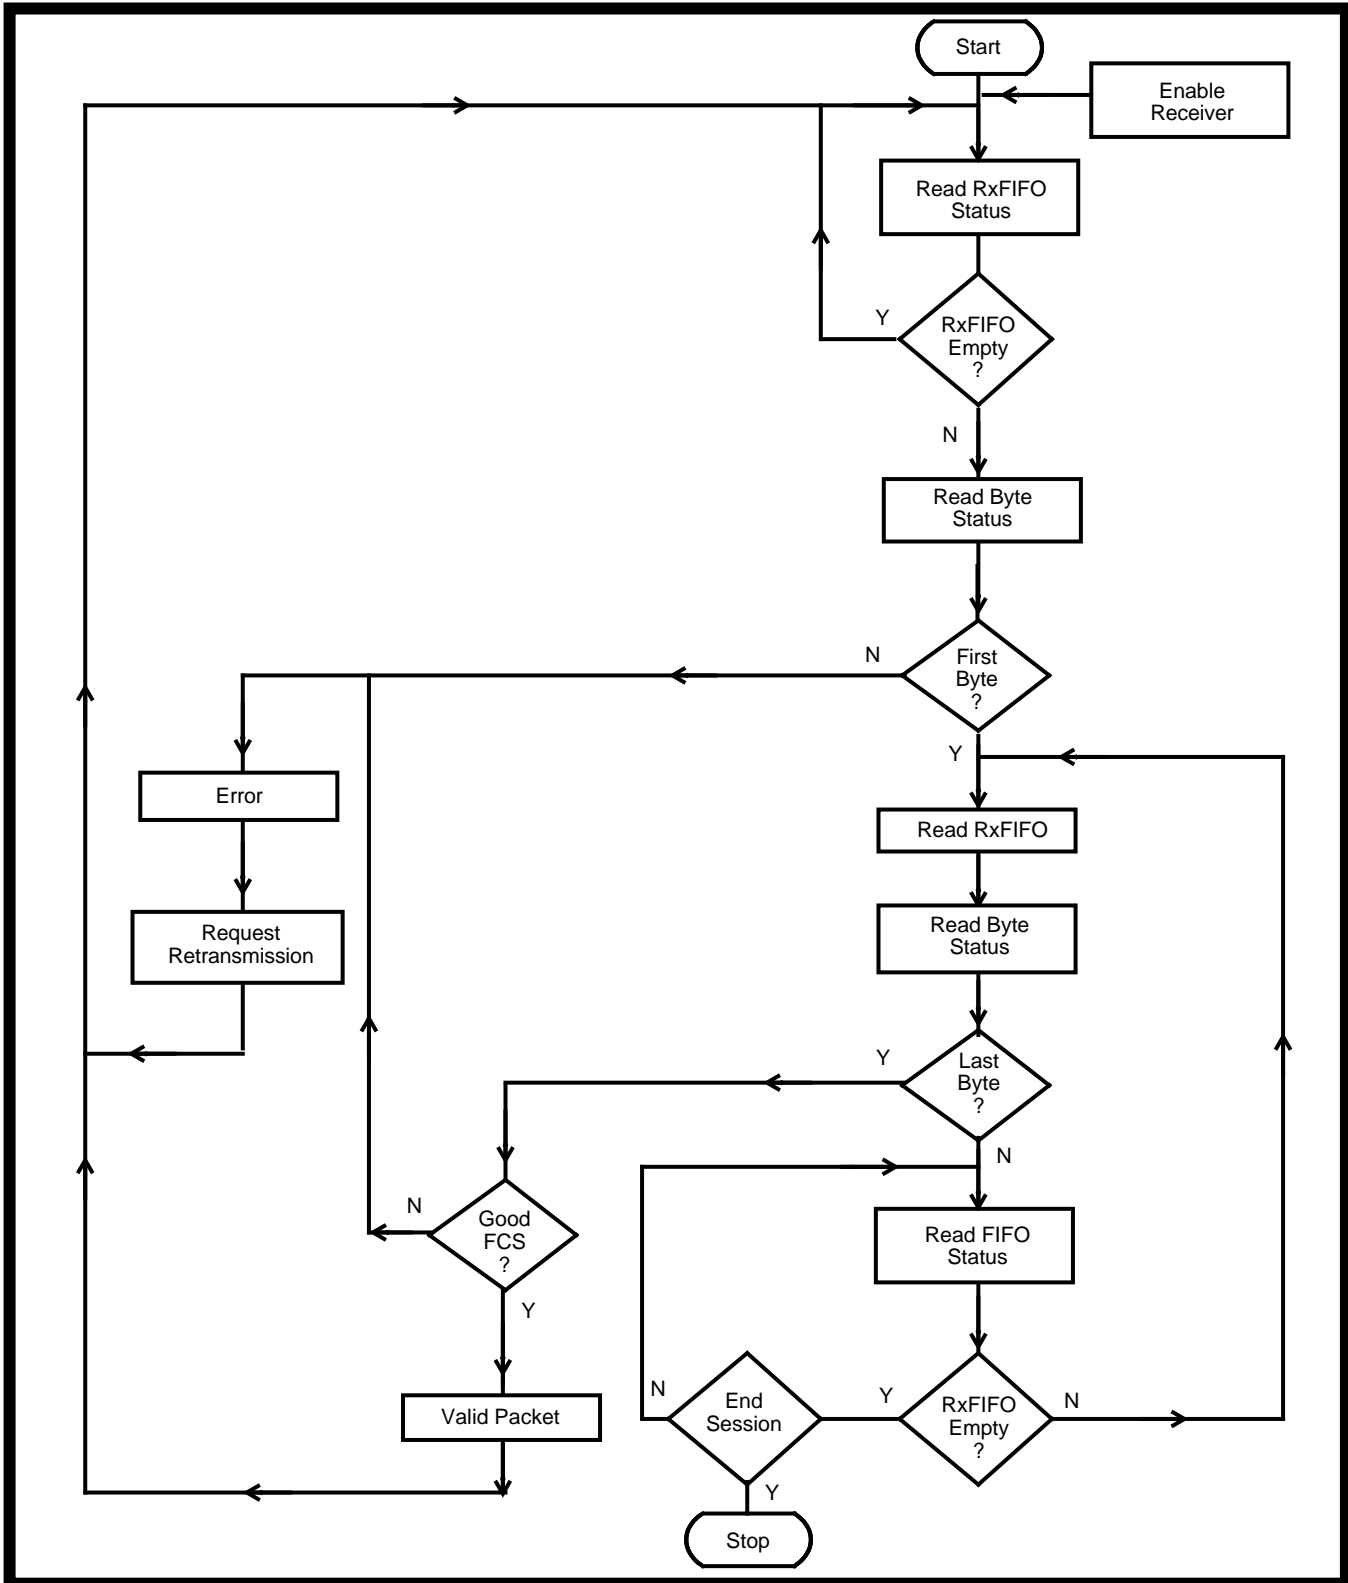 Start
Enable
Receiver
Read RxFIFO
Status
Y
RxFIFO
Empty
?
N
Read Byte
Status
N
First
Byte
?
Y
Error
Read RxFIFO
Request
Retransmission
Read Byte
Status
Y
Last
Byte
?
N
N
Good
FCS
?
Read FIFO
Status
Y
N
End
Session
Y
RxFIFO
Empty
?
N
Valid Packet
Y
Stop